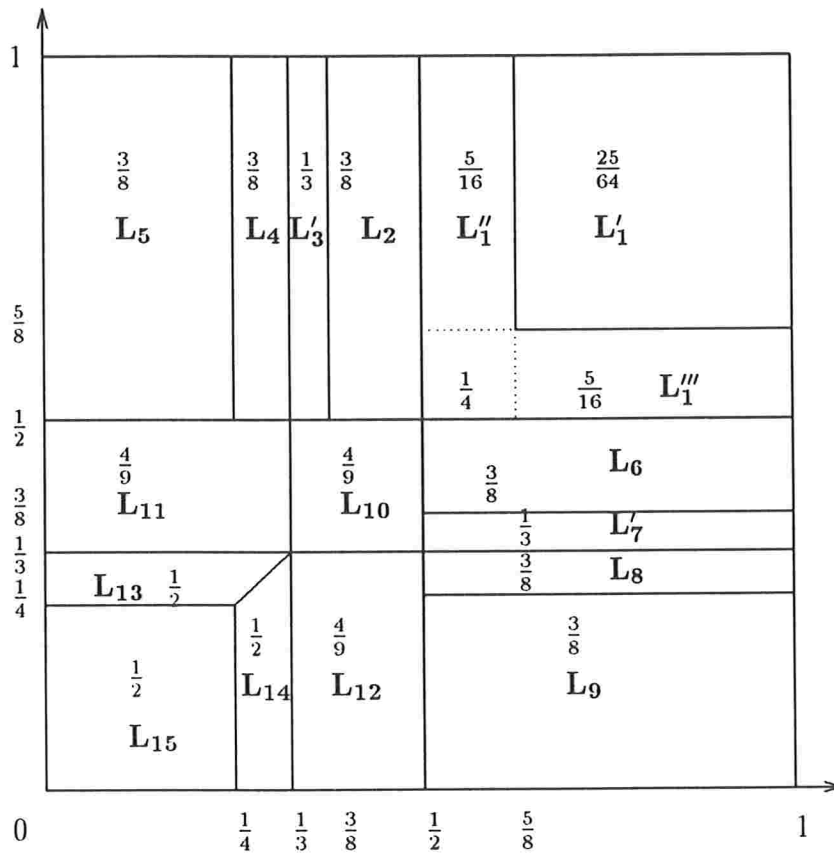 1
3/8 3/8 1/3 3/8 5/16 25/64
L₅ L₄ L′₃ L₂ L″₁ L′₁
5/8
1/4 5/16 L‴₁
1/2
4/9 4/9 L₆
3/8 L₁₁ L₁₀ 3/8
1/3 L′₇
1/3 3/8 L₈
1/4 L₁₃ 1/2
1/2 1/2 4/9 3/8
L₁₄ L₁₂ L₉
L₁₅
0 1/4 1/3 3/8 1/2 5/8 1